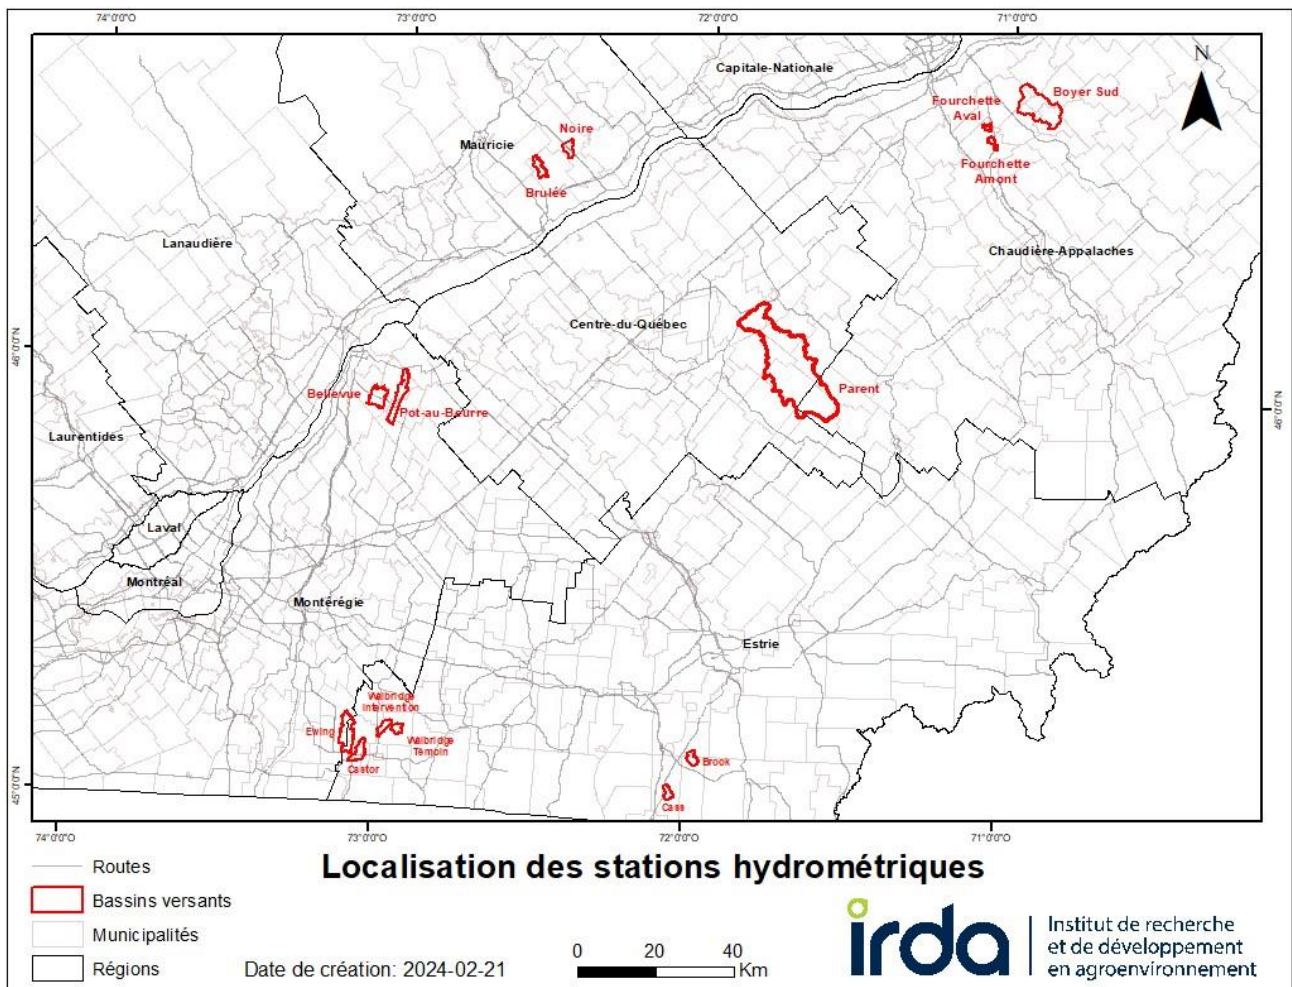 74°0'0"O 73°0'0"O 72°0'0"O 71°0'0"O
N
Capitale-Nationale
Boyer Sud
Fourchette
Aval
Noire
Mauricie
Fourchette
Amont
Brulée
Lanaudière
Chaudière-Appalaches
Centre-du-Québec
46°0'0"N
Parent
Bellevue
Pot-au-Beurre
46°0'0"N
Laurentides
Laval
Montréal
Montérégie
Estrie
Walbridge
Intervention
Ewing
Walbridge
Témoin
Castor
Brook
45°0'0"N
45°0'0"N
Cass
74°0'0"O 73°0'0"O 72°0'0"O 71°0'0"O
Localisation des stations hydrométriques
Routes
Bassins versants
Municipalités
Régions
Date de création: 2024-02-21
0 20 40
Km
irda
Institut de recherche
et de développement
en agroenvironnement